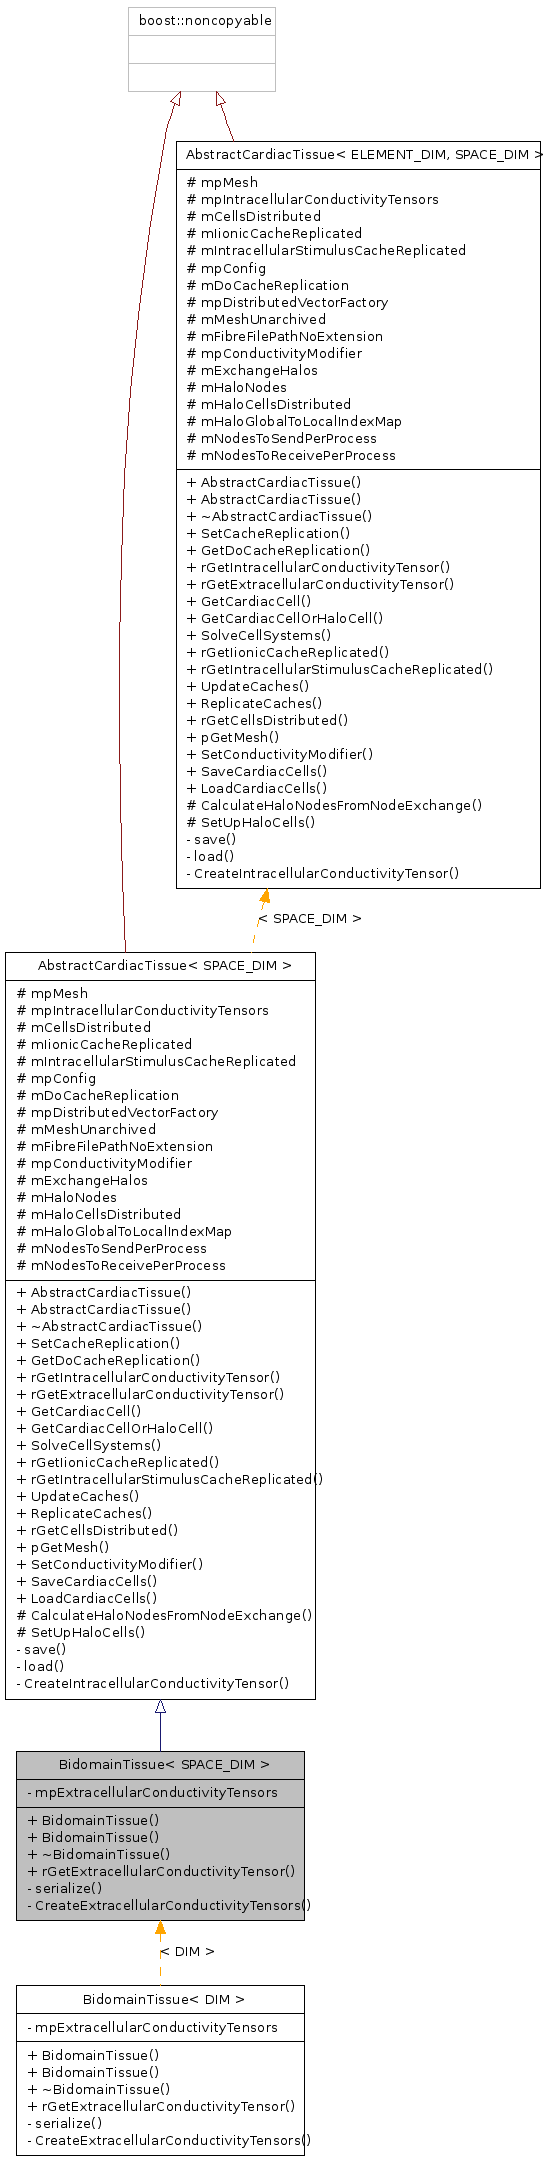 boost::noncopyable
AbstractCardiacTissue< ELEMENT_DIM, SPACE_DIM >
# mpMesh
# mpIntracellularConductivityTensors
# mCellsDistributed
# mIionicCacheReplicated
# mIntracellularStimulusCacheReplicated
# mpConfig
# mDoCacheReplication
# mpDistributedVectorFactory
# mMeshUnarchived
# mFibreFilePathNoExtension
# mpConductivityModifier
# mExchangeHalos
# mHaloNodes
# mHaloCellsDistributed
# mHaloGlobalToLocalIndexMap
# mNodesToSendPerProcess
# mNodesToReceivePerProcess
+ AbstractCardiacTissue()
+ AbstractCardiacTissue()
+ ~AbstractCardiacTissue()
+ SetCacheReplication()
+ GetDoCacheReplication()
+ rGetIntracellularConductivityTensor()
+ rGetExtracellularConductivityTensor()
+ GetCardiacCell()
+ GetCardiacCellOrHaloCell()
+ SolveCellSystems()
+ rGetIionicCacheReplicated()
+ rGetIntracellularStimulusCacheReplicated()
+ UpdateCaches()
+ ReplicateCaches()
+ rGetCellsDistributed()
+ pGetMesh()
+ SetConductivityModifier()
+ SaveCardiacCells()
+ LoadCardiacCells()
# CalculateHaloNodesFromNodeExchange()
# SetUpHaloCells()
- save()
- load()
- CreateIntracellularConductivityTensor()
< SPACE_DIM >
AbstractCardiacTissue< SPACE_DIM >
# mpMesh
# mpIntracellularConductivityTensors
# mCellsDistributed
# mIionicCacheReplicated
# mIntracellularStimulusCacheReplicated
# mpConfig
# mDoCacheReplication
# mpDistributedVectorFactory
# mMeshUnarchived
# mFibreFilePathNoExtension
# mpConductivityModifier
# mExchangeHalos
# mHaloNodes
# mHaloCellsDistributed
# mHaloGlobalToLocalIndexMap
# mNodesToSendPerProcess
# mNodesToReceivePerProcess
+ AbstractCardiacTissue()
+ AbstractCardiacTissue()
+ ~AbstractCardiacTissue()
+ SetCacheReplication()
+ GetDoCacheReplication()
+ rGetIntracellularConductivityTensor()
+ rGetExtracellularConductivityTensor()
+ GetCardiacCell()
+ GetCardiacCellOrHaloCell()
+ SolveCellSystems()
+ rGetIionicCacheReplicated()
+ rGetIntracellularStimulusCacheReplicated()
+ UpdateCaches()
+ ReplicateCaches()
+ rGetCellsDistributed()
+ pGetMesh()
+ SetConductivityModifier()
+ SaveCardiacCells()
+ LoadCardiacCells()
# CalculateHaloNodesFromNodeExchange()
# SetUpHaloCells()
- save()
- load()
- CreateIntracellularConductivityTensor()
BidomainTissue< SPACE_DIM >
- mpExtracellularConductivityTensors
+ BidomainTissue()
+ BidomainTissue()
+ ~BidomainTissue()
+ rGetExtracellularConductivityTensor()
- serialize()
- CreateExtracellularConductivityTensors()
< DIM >
BidomainTissue< DIM >
- mpExtracellularConductivityTensors
+ BidomainTissue()
+ BidomainTissue()
+ ~BidomainTissue()
+ rGetExtracellularConductivityTensor()
- serialize()
- CreateExtracellularConductivityTensors()